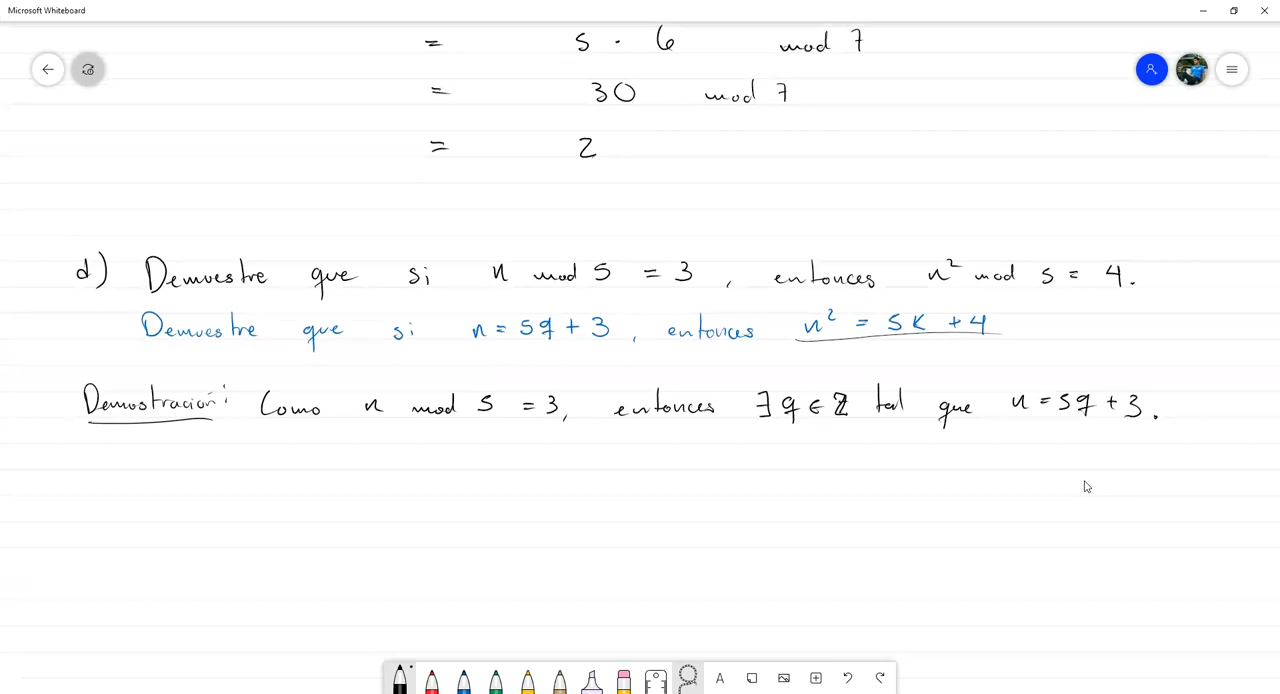 Microsoft Whiteboard
= 5 · 6 mod 7
= 30 mod 7
= 2
d) Demuestre que si n mod 5 = 3 , entonces n² mod 5 = 4.
Demuestre que si n = 5q + 3 , entonces n² = 5k + 4
Demostración: Como n mod 5 = 3, entonces ∃ q ∈ ℤ tal que n = 5q + 3.
A